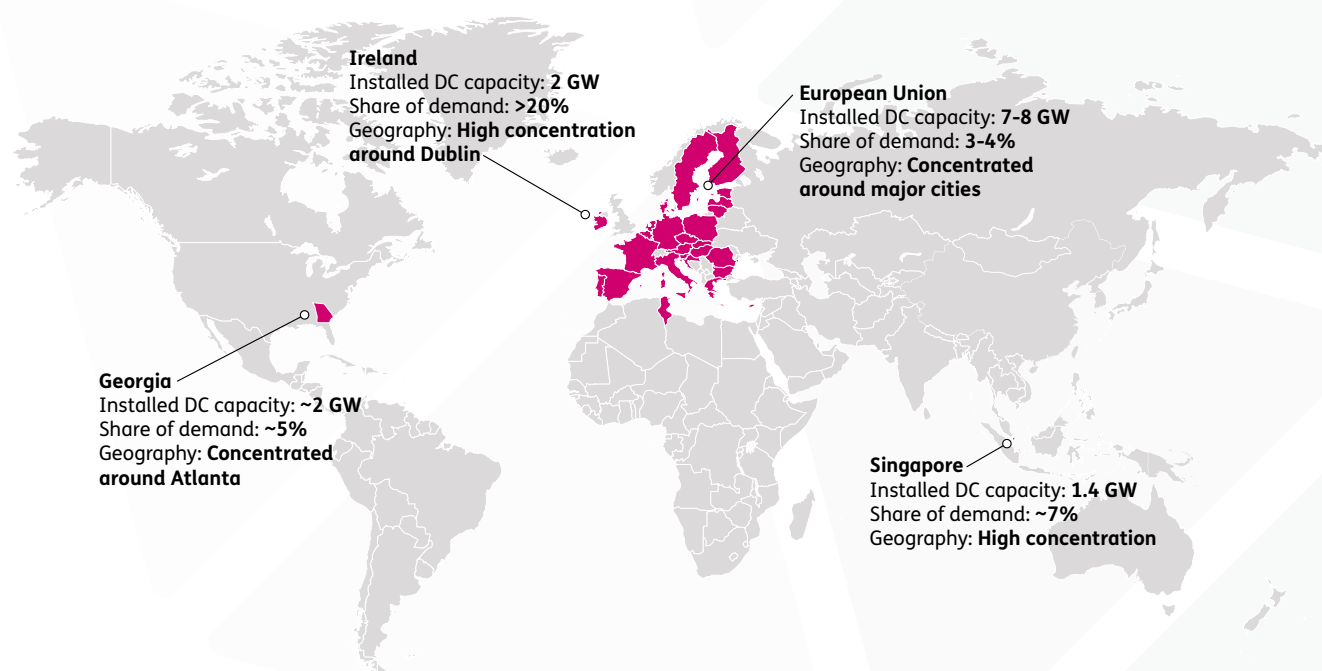 Ireland
Installed DC capacity: 2 GW
Share of demand: >20%
Geography: High concentration
around Dublin
European Union
Installed DC capacity: 7-8 GW
Share of demand: 3-4%
Geography: Concentrated
around major cities
Georgia
Installed DC capacity: ~2 GW
Share of demand: ~5%
Geography: Concentrated
around Atlanta
Singapore
Installed DC capacity: 1.4 GW
Share of demand: ~7%
Geography: High concentration